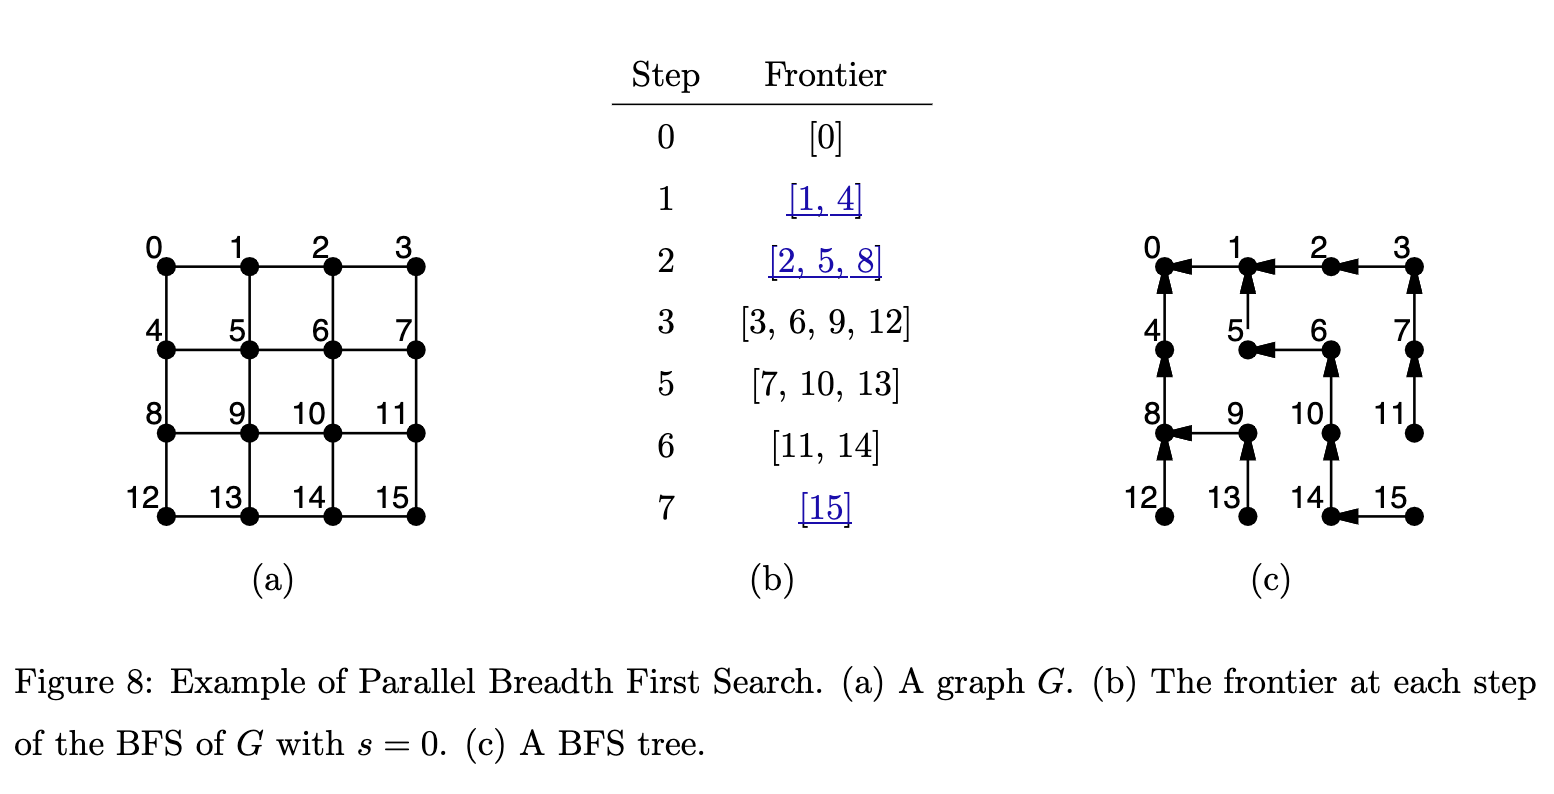 Step Frontier
0 [0]
1 [1, 4]
2 [2, 5, 8]
3 [3, 6, 9, 12]
5 [7, 10, 13]
6 [11, 14]
7 [15]
0 1 2 3
4 5 6 7
8 9 10 11
12 13 14 15
0 1 2 3
4 5 6 7
8 9 10 11
12 13 14 15
(a) (b) (c)
Figure 8: Example of Parallel Breadth First Search. (a) A graph G. (b) The frontier at each step
of the BFS of G with s = 0. (c) A BFS tree.